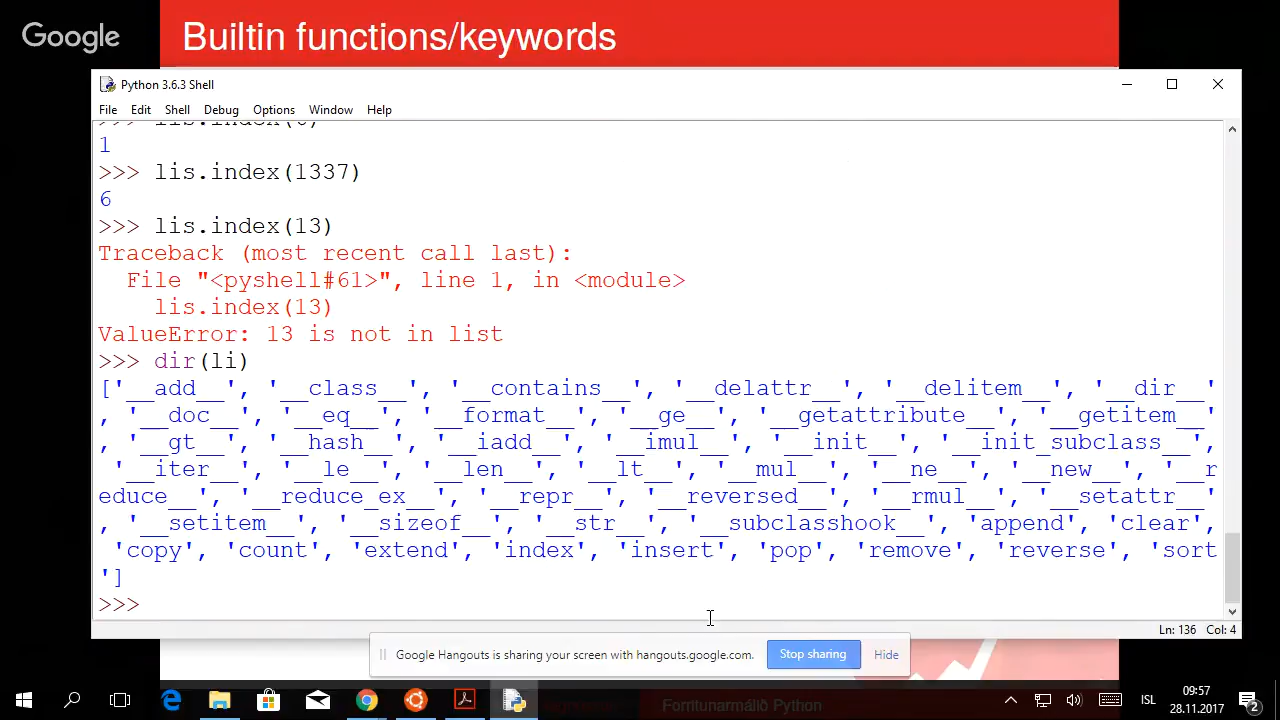 Google
Builtin functions/keywords
Python 3.6.3 Shell
File Edit Shell Debug Options Window Help
>>> lis.index(6)
1
>>> lis.index(1337)
6
>>> lis.index(13)
Traceback (most recent call last):
  File "<pyshell#61>", line 1, in <module>
    lis.index(13)
ValueError: 13 is not in list
>>> dir(li)
['__add__', '__class__', '__contains__', '__delattr__', '__delitem__', '__dir__'
, '__doc__', '__eq__', '__format__', '__ge__', '__getattribute__', '__getitem__'
, '__gt__', '__hash__', '__iadd__', '__imul__', '__init__', '__init_subclass__',
 '__iter__', '__le__', '__len__', '__lt__', '__mul__', '__ne__', '__new__', '__r
educe__', '__reduce_ex__', '__repr__', '__reversed__', '__rmul__', '__setattr__'
, '__setitem__', '__sizeof__', '__str__', '__subclasshook__', 'append', 'clear',
 'copy', 'count', 'extend', 'index', 'insert', 'pop', 'remove', 'reverse', 'sort
']
>>>
Ln: 136 Col: 4
Google Hangouts is sharing your screen with hangouts.google.com. Stop sharing Hide
Forritunarmálið Python
ISL
09:57
28.11.2017
2